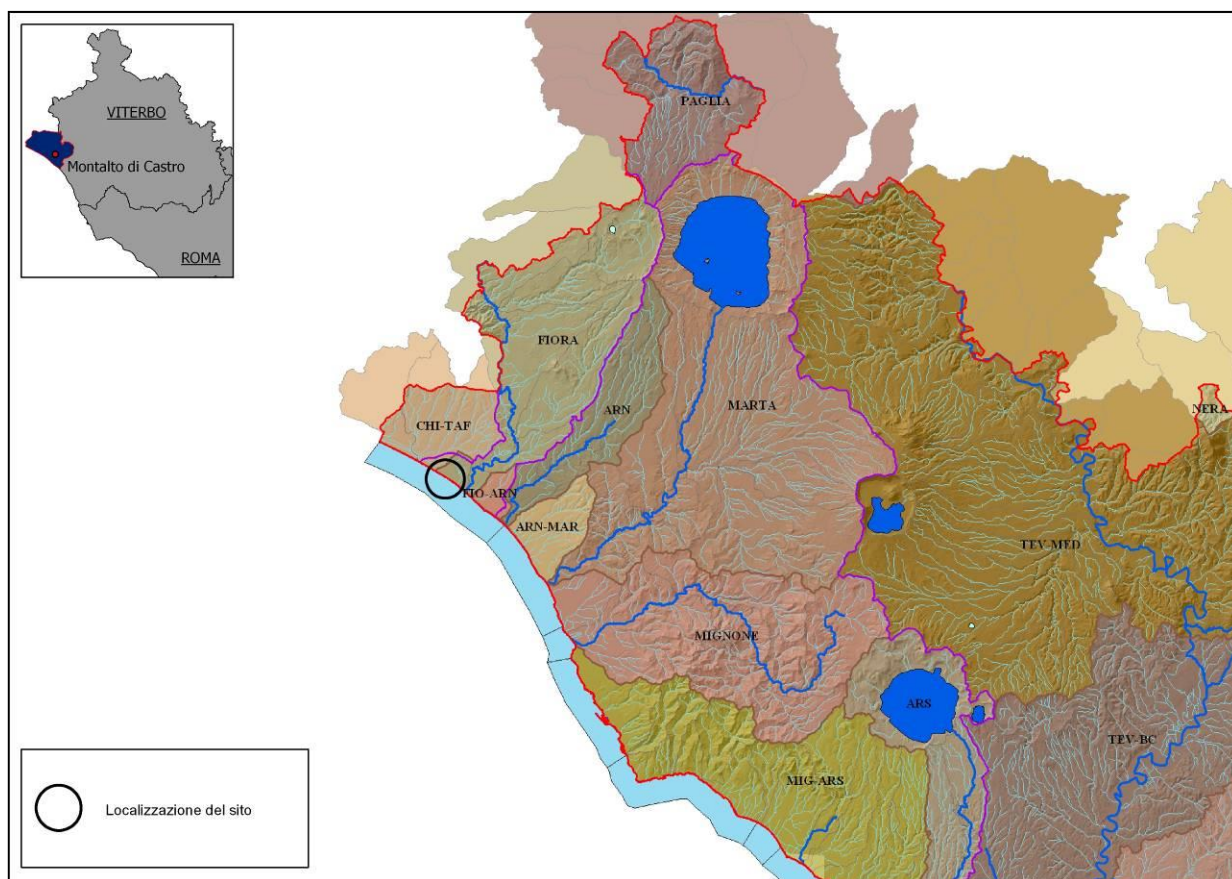 VITERBO
Montalto di Castro
ROMA
PAGLIA
FIORA
ARN
MARTA
NERA
CHI-TAF
FIO-ARN
ARN-MAR
TEV-MED
MIGNONE
ARS
TEV-BC
MIG-ARS
Localizzazione del sito